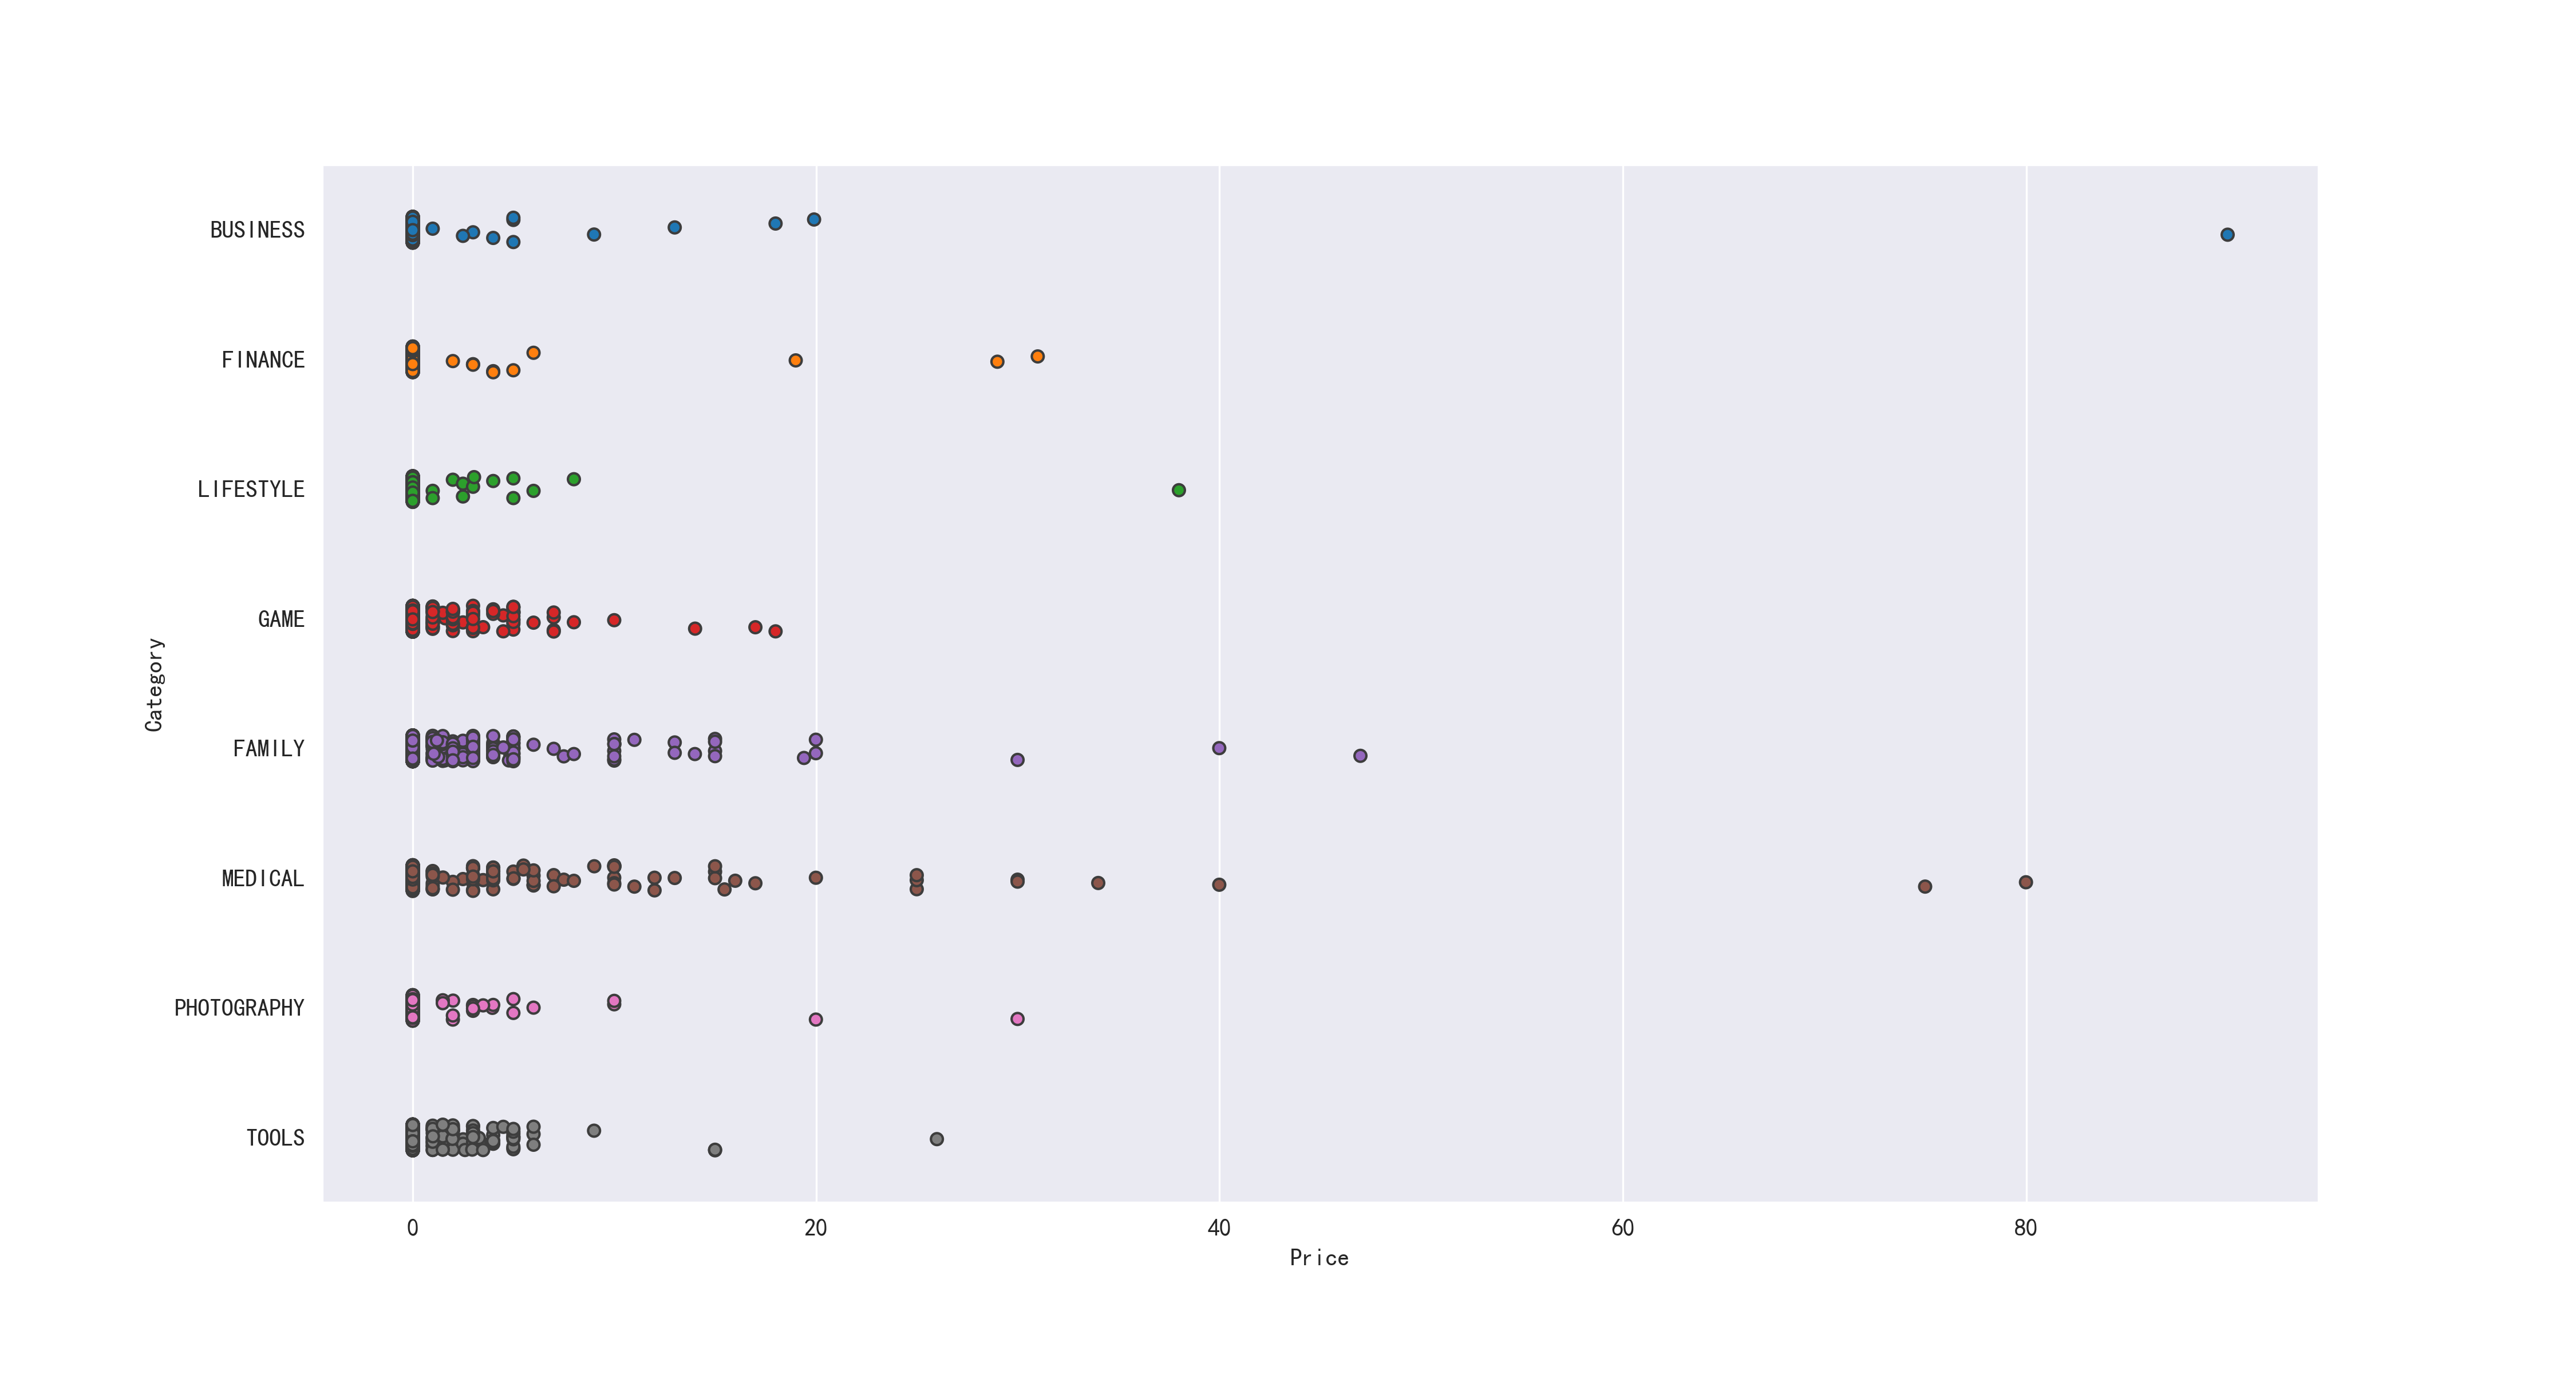 BUSINESS
FINANCE
LIFESTYLE
GAME
FAMILY
MEDICAL
PHOTOGRAPHY
TOOLS
Category
0 20 40 60 80
Price